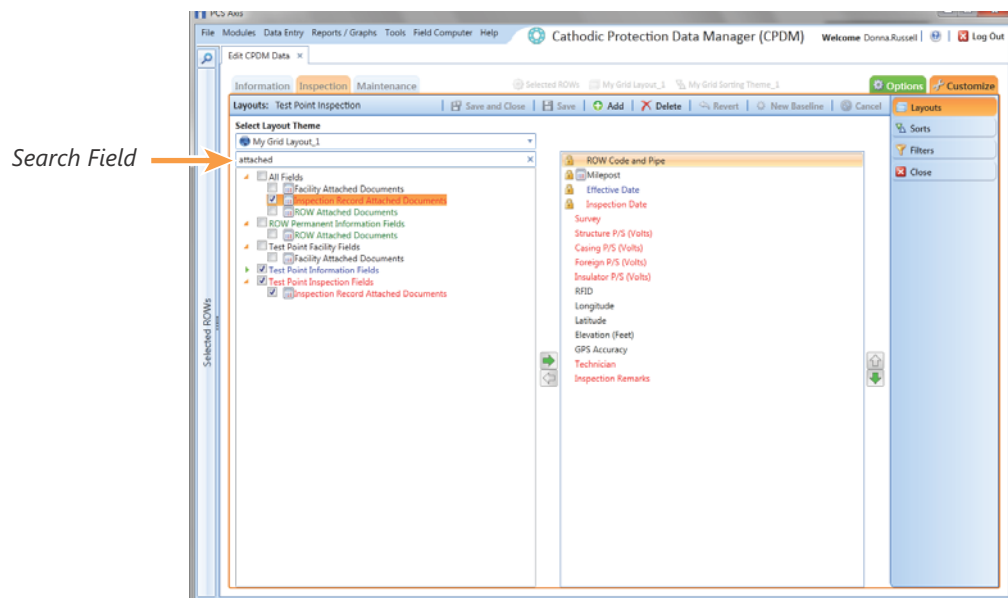 PCS Axis
File Modules Data Entry Reports / Graphs Tools Field Computer Help
Cathodic Protection Data Manager (CPDM)
Welcome Donna.Russell
Log Out
Edit CPDM Data ×
Information Inspection Maintenance
Selected ROWs My Grid Layout_1 My Grid Sorting Theme_1
Options Customize
Layouts: Test Point Inspection
Save and Close Save Add Delete Revert New Baseline Cancel
Layouts
Sorts
Filters
Close
Select Layout Theme
My Grid Layout_1
Search Field
attached ×
All Fields
Facility Attached Documents
Inspection Record Attached Documents
ROW Attached Documents
ROW Permanent Information Fields
ROW Attached Documents
Test Point Facility Fields
Facility Attached Documents
Test Point Information Fields
Test Point Inspection Fields
Inspection Record Attached Documents
ROW Code and Pipe
Milepost
Effective Date
Inspection Date
Survey
Structure P/S (Volts)
Casing P/S (Volts)
Foreign P/S (Volts)
Insulator P/S (Volts)
RFID
Longitude
Latitude
Elevation (Feet)
GPS Accuracy
Technician
Inspection Remarks
Selected ROWs